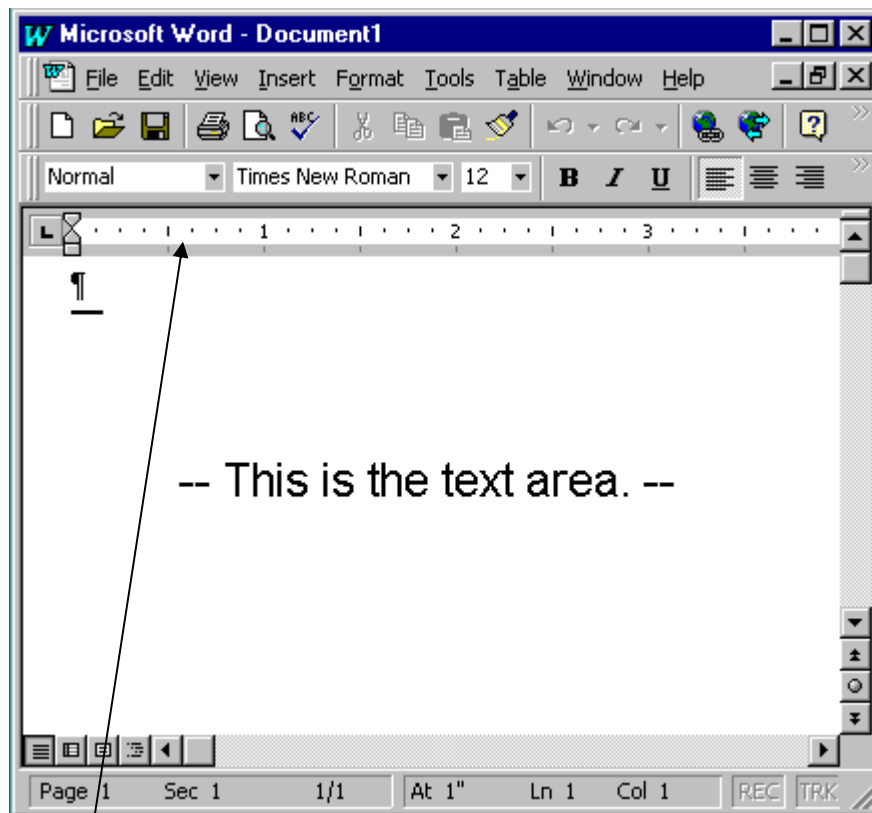 Microsoft Word - Document1
File Edit View Insert Format Tools Table Window Help
ABC
Normal Times New Roman 12 B I U
1 2 3
¶
-- This is the text area. --
Page 1 Sec 1 1/1 At 1" Ln 1 Col 1 REC TRK